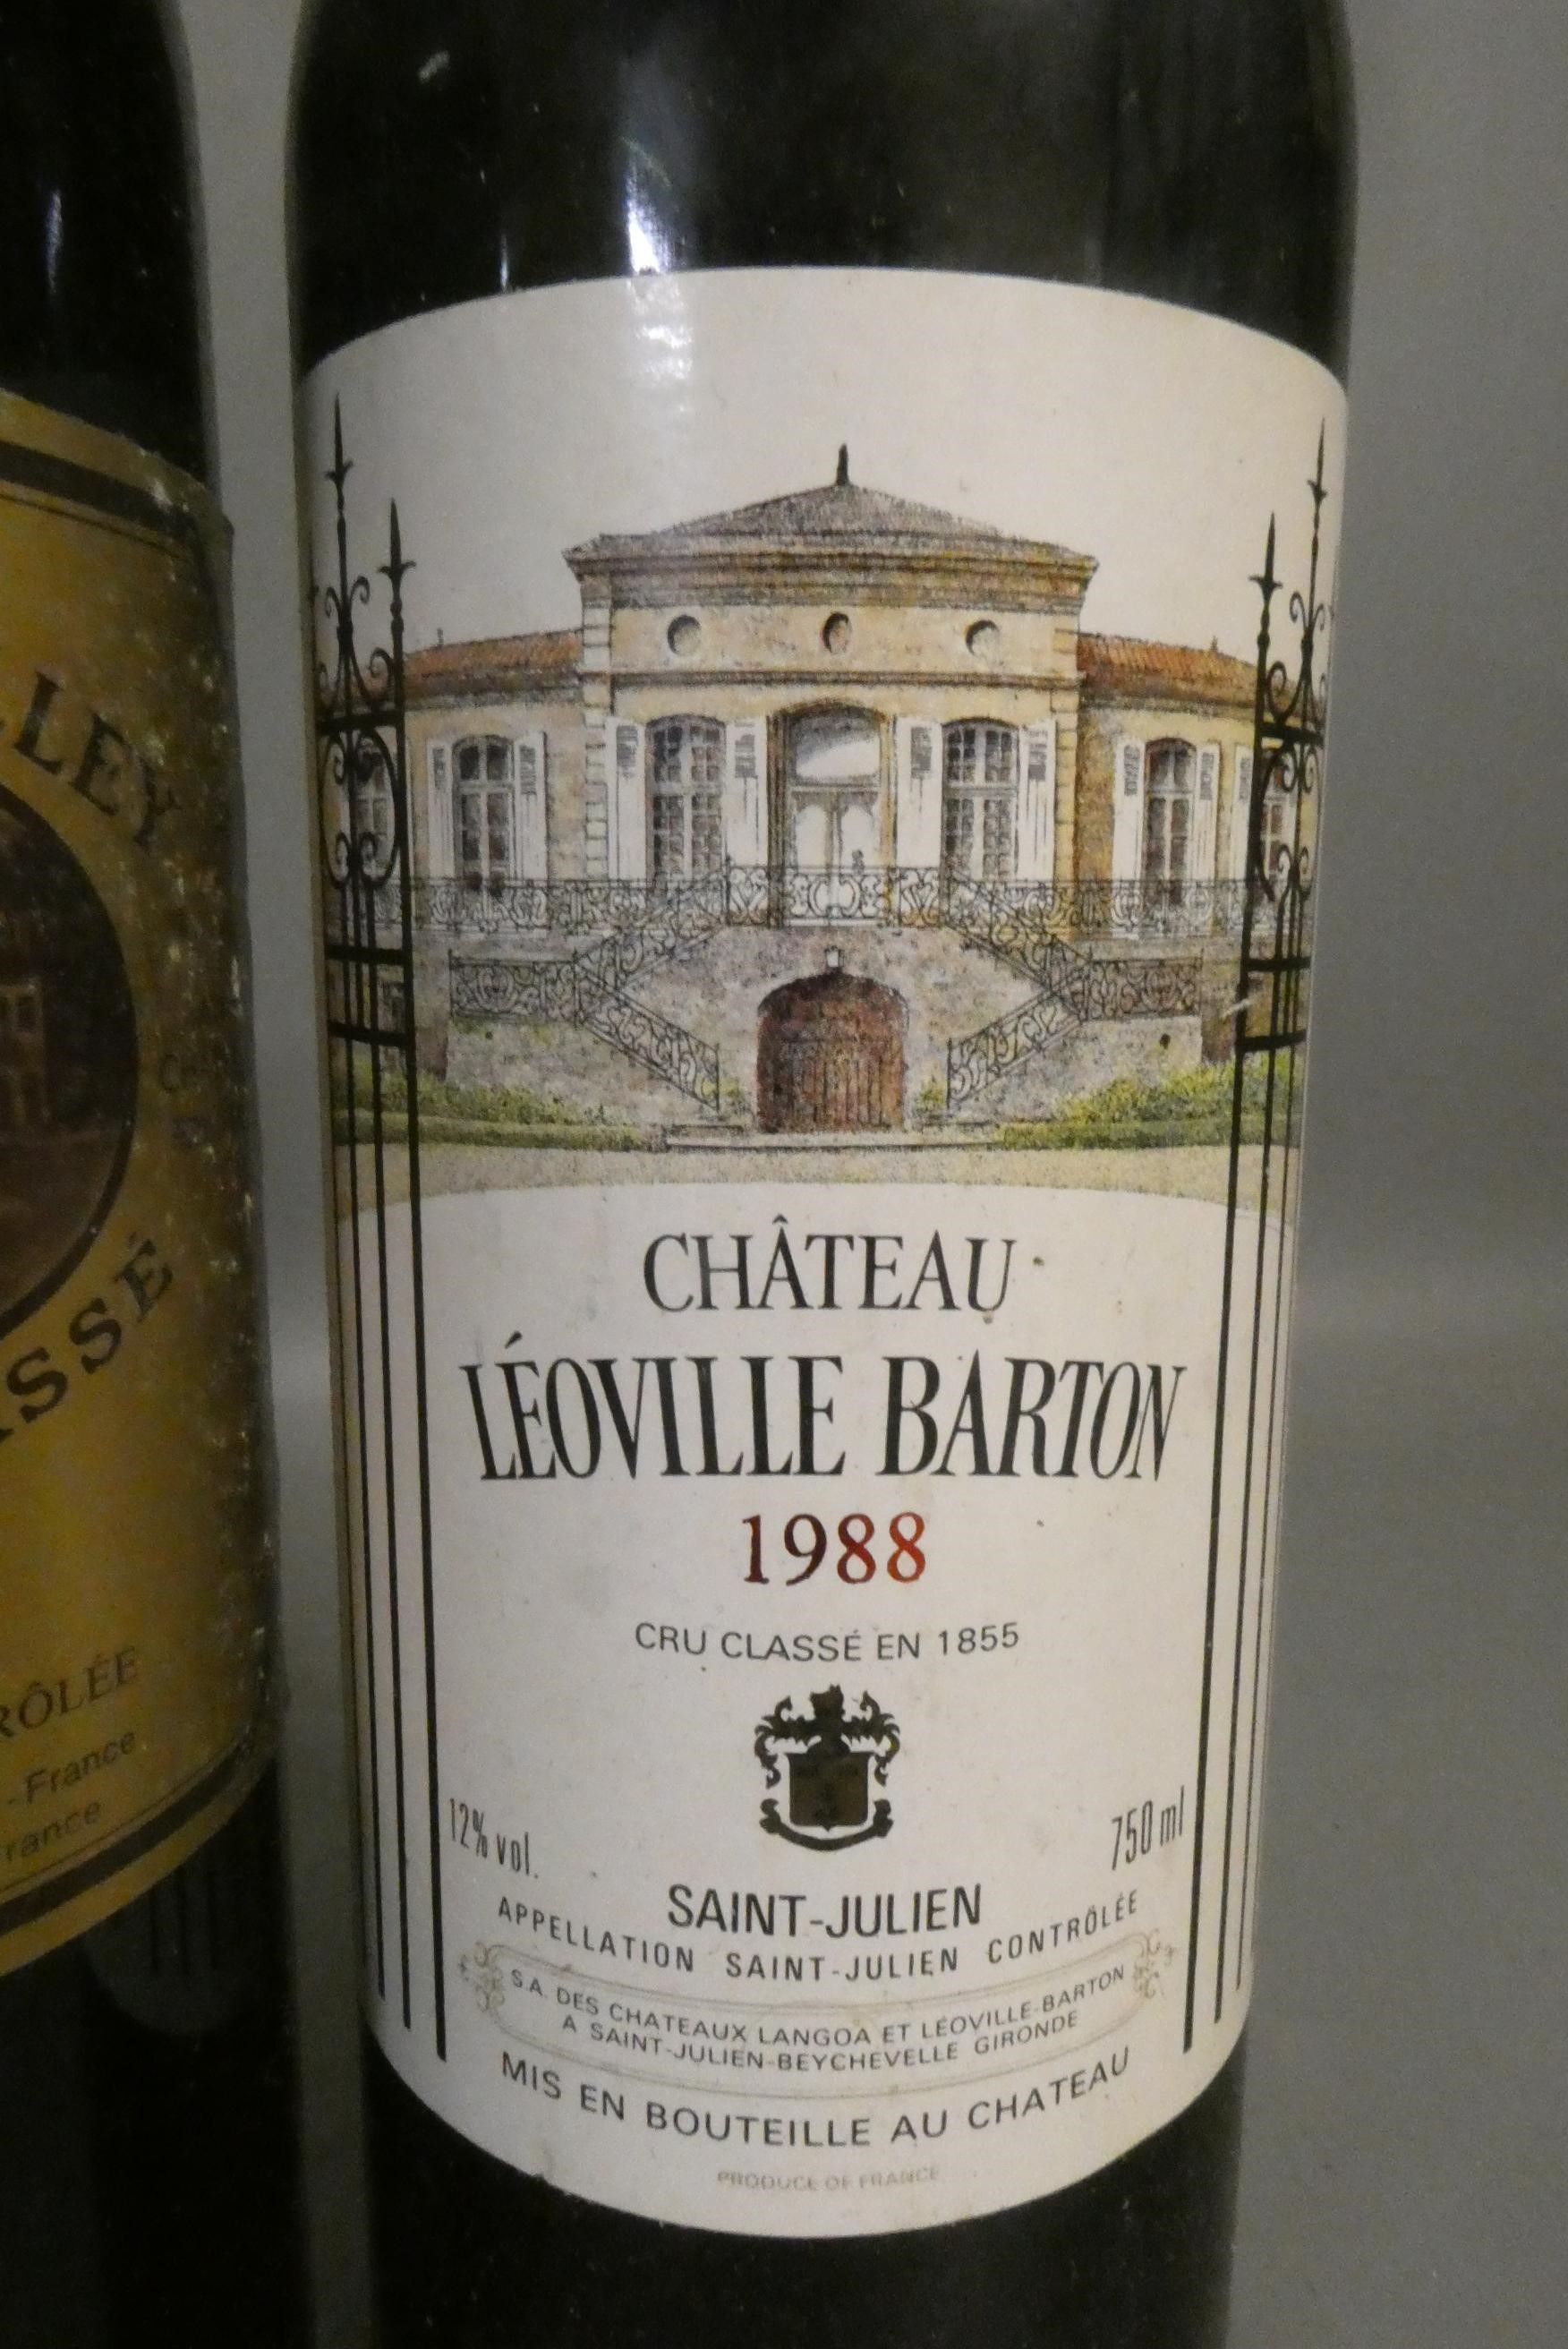 LEY
SSÉ
RÔLÉE
- France
rance
CHÂTEAU
LÉOVILLE BARTON
1988
CRU CLASSÉ EN 1855
12% vol.
750 ml
SAINT-JULIEN
APPELLATION SAINT-JULIEN CONTRÔLÉE
S.A. DES CHATEAUX LANGOA ET LÉOVILLE-BARTON
A SAINT-JULIEN-BEYCHEVELLE GIRONDE
MIS EN BOUTEILLE AU CHATEAU
PRODUCE OF FRANCE